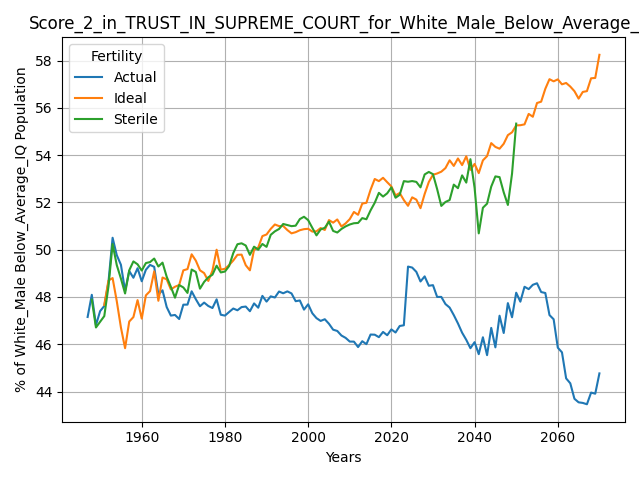 Score_2_in_TRUST_IN_SUPREME_COURT_for_White_Male_Below_Average_
Fertility
Actual
Ideal
Sterile
% of White_Male Below_Average_IQ Population
58
56
54
52
50
48
46
44
1960 1980 2000 2020 2040 2060
Years